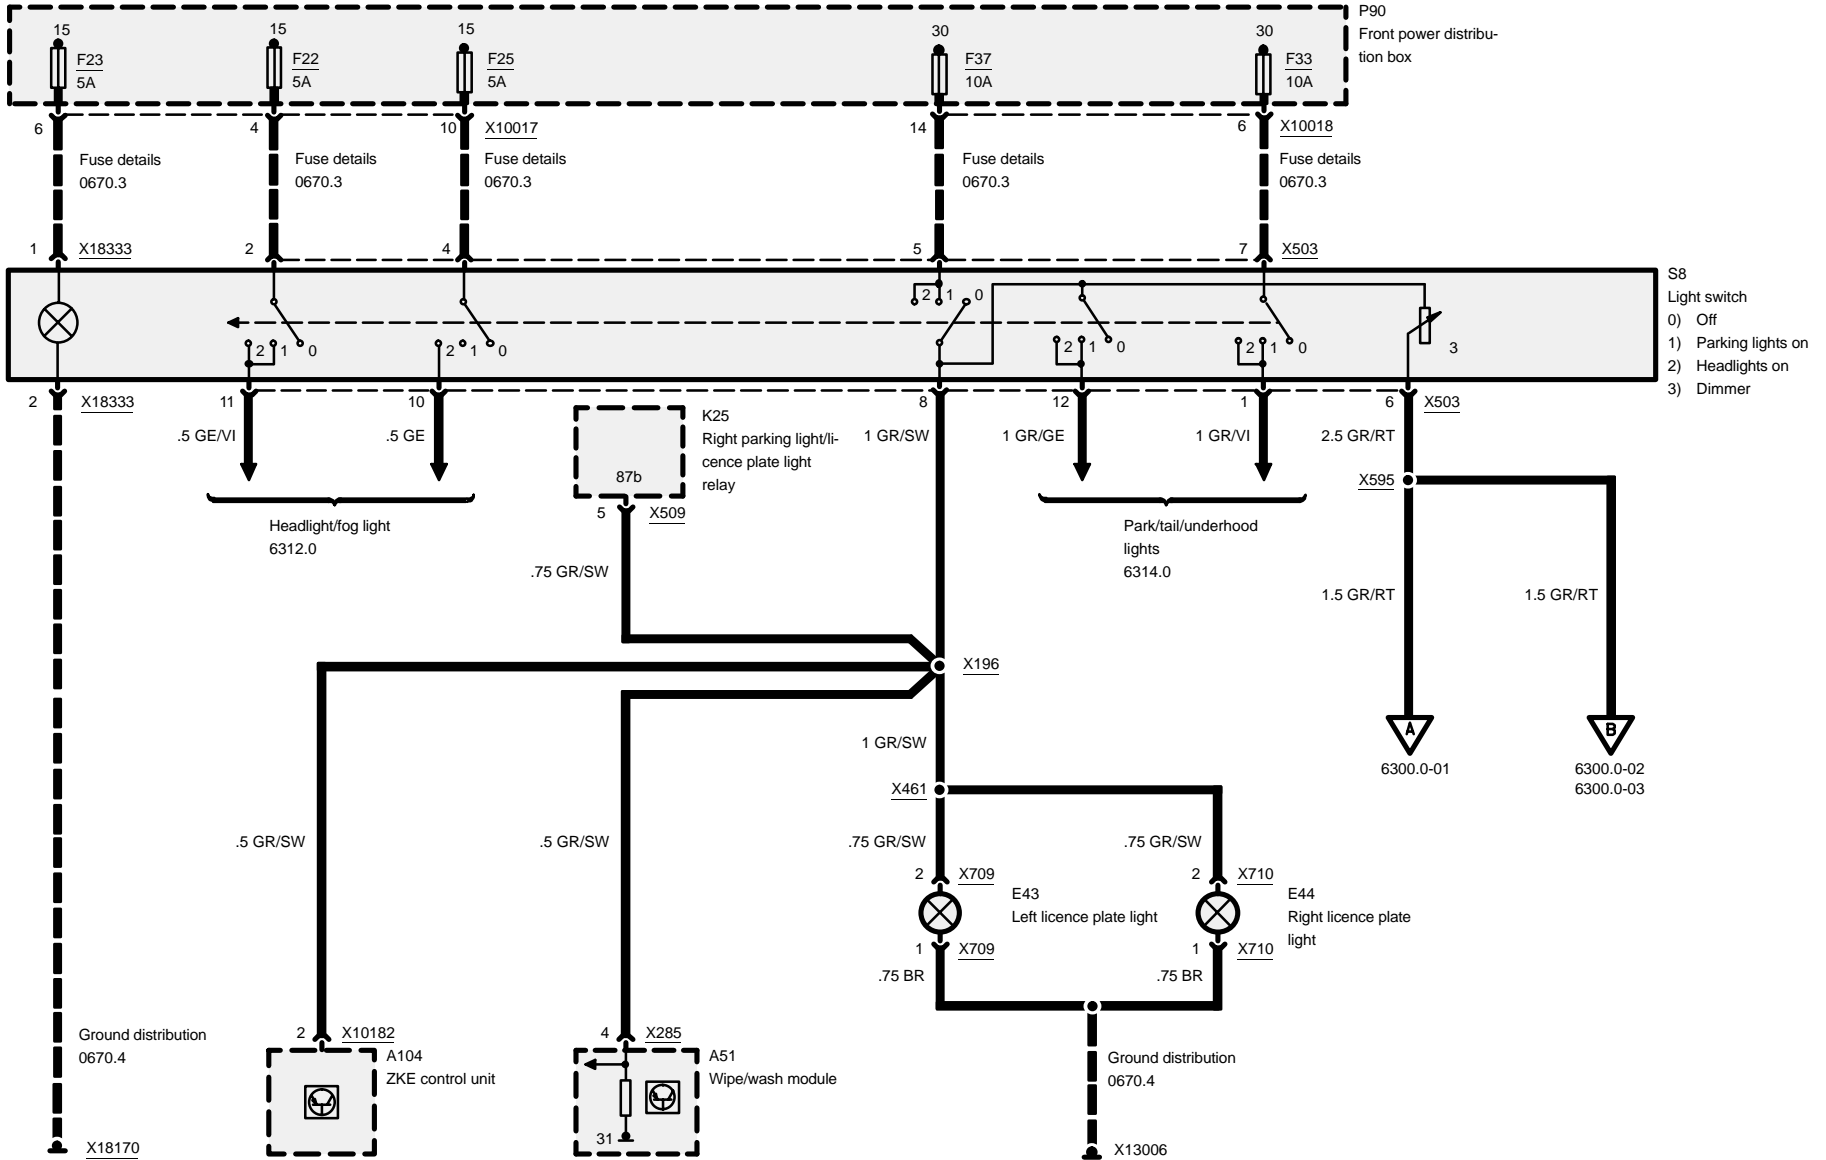 P90
Front power distribu-
tion box
15
F23
5A
15
F22
5A
15
F25
5A
30
F37
10A
30
F33
10A
6
4
10
X10017
14
6
X10018
Fuse details
0670.3
Fuse details
0670.3
Fuse details
0670.3
Fuse details
0670.3
Fuse details
0670.3
1
X18333
2
4
5
7
X503
S8
Light switch
0) Off
1) Parking lights on
2) Headlights on
3) Dimmer
2 1 0
2 1 0
2 1 0
2 1 0
2 1 0
3
2
X18333
11
10
8
12
1
6
X503
.5 GE/VI
.5 GE
K25
Right parking light/li-
cence plate light
relay
87b
1 GR/SW
1 GR/GE
1 GR/VI
2.5 GR/RT
X595
5
X509
Headlight/fog light
6312.0
Park/tail/underhood
lights
6314.0
.75 GR/SW
1.5 GR/RT
1.5 GR/RT
X196
A
B
1 GR/SW
6300.0-01
6300.0-02
6300.0-03
X461
.5 GR/SW
.5 GR/SW
.75 GR/SW
.75 GR/SW
2
X709
2
X710
E43
Left licence plate light
E44
Right licence plate
light
1
X709
1
X710
.75 BR
.75 BR
Ground distribution
0670.4
2
X10182
A104
ZKE control unit
4
X285
A51
Wipe/wash module
31
Ground distribution
0670.4
X18170
X13006